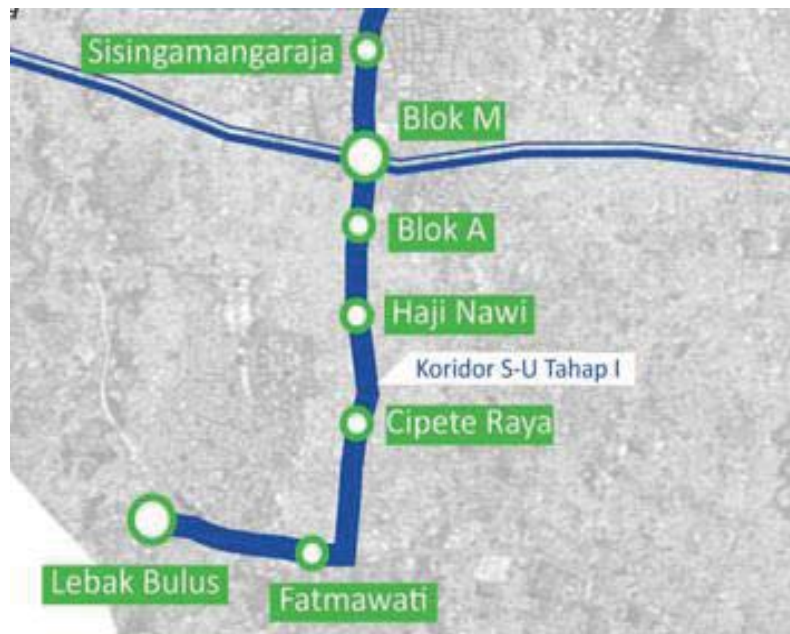 Sisingamangaraja
Blok M
Blok A
Haji Nawi
Koridor S-U Tahap I
Cipete Raya
Lebak Bulus
Fatmawati